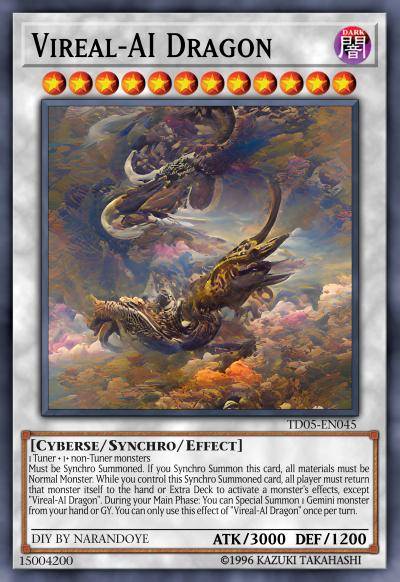 VIREAL-AI DRAGON
DARK
闇
TD05-EN045
[CYBERSE/SYNCHRO/EFFECT]
1 Tuner + 1+ non-Tuner monsters
Must be Synchro Summoned. If you Synchro Summon this card, all materials must be
Normal Monster. While you control this Synchro Summoned card, all player must return
that monster itself to the hand or Extra Deck to activate a monster's effects, except
"Vireal-AI Dragon". During your Main Phase: You can Special Summon 1 Gemini monster
from your hand or GY. You can only use this effect of "Vireal-AI Dragon" once per turn.
DIY BY NARANDOYE
ATK/3000 DEF/1200
15004200
©1996 KAZUKI TAKAHASHI